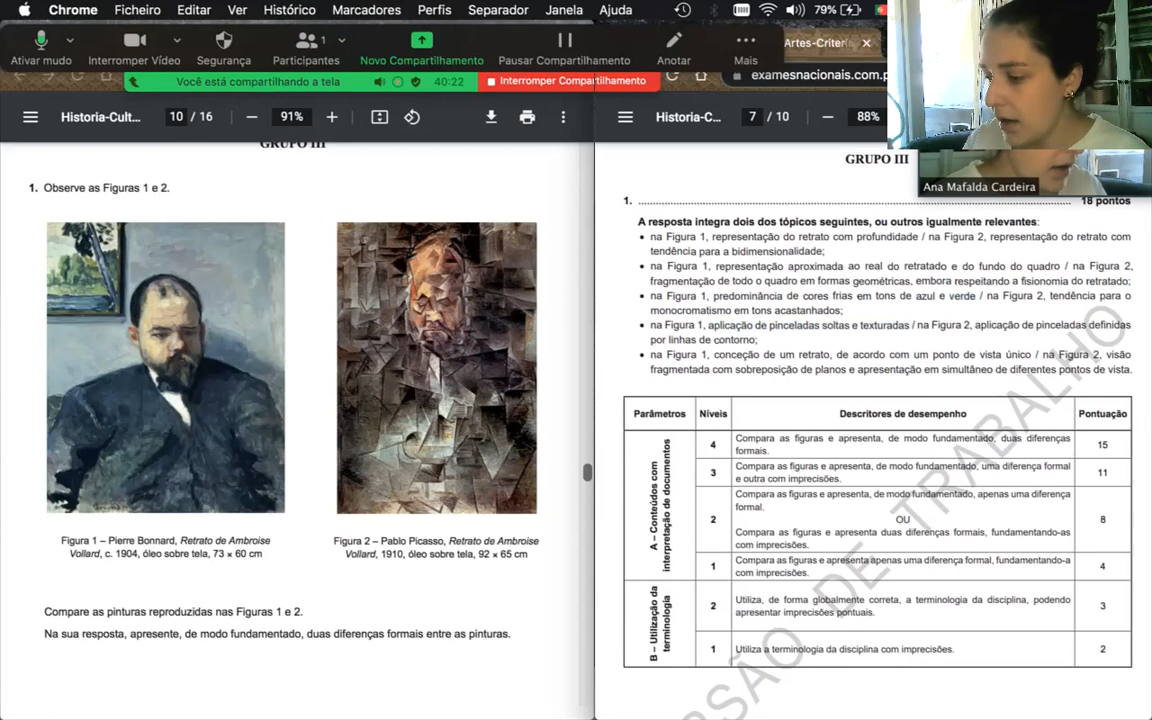 Chrome Ficheiro Editar Ver Histórico Marcadores Perfis Separador Janela Ajuda 79%
Ativar mudo Interromper Vídeo Segurança Participantes 1 Novo Compartilhamento Pausar Compartilhamento Anotar Mais
Artes-Criteri
Você está compartilhando a tela 40:22 Interromper Compartilhamento
examesnacionais.com.p
Historia-Cult... 10 / 16 91%
Historia-C... 7 / 10 88%
Ana Mafalda Cardeira
GRUPO III
1. Observe as Figuras 1 e 2.
Figura 1 – Pierre Bonnard, Retrato de Ambroise
Vollard, c. 1904, óleo sobre tela, 73 × 60 cm
Figura 2 – Pablo Picasso, Retrato de Ambroise
Vollard, 1910, óleo sobre tela, 92 × 65 cm
Compare as pinturas reproduzidas nas Figuras 1 e 2.
Na sua resposta, apresente, de modo fundamentado, duas diferenças formais entre as pinturas.
GRUPO III
1. .................................................................................................... 18 pontos
A resposta integra dois dos tópicos seguintes, ou outros igualmente relevantes:
• na Figura 1, representação do retrato com profundidade / na Figura 2, representação do retrato com
tendência para a bidimensionalidade;
• na Figura 1, representação aproximada ao real do retratado e do fundo do quadro / na Figura 2,
fragmentação de todo o quadro em formas geométricas, embora respeitando a fisionomia do retratado;
• na Figura 1, predominância de cores frias em tons de azul e verde / na Figura 2, tendência para o
monocromatismo em tons acastanhados;
• na Figura 1, aplicação de pinceladas soltas e texturadas / na Figura 2, aplicação de pinceladas definidas
por linhas de contorno;
• na Figura 1, conceção de um retrato, de acordo com um ponto de vista único / na Figura 2, visão
fragmentada com sobreposição de planos e apresentação em simultâneo de diferentes pontos de vista.
Parâmetros Níveis Descritores de desempenho Pontuação
A – Conteúdos com
interpretação de documentos
4 Compara as figuras e apresenta, de modo fundamentado, duas diferenças
formais. 15
3 Compara as figuras e apresenta, de modo fundamentado, uma diferença formal
e outra com imprecisões. 11
2 Compara as figuras e apresenta, de modo fundamentado, apenas uma diferença
formal.
OU 8
Compara as figuras e apresenta duas diferenças formais, fundamentando-as
com imprecisões.
1 Compara as figuras e apresenta apenas uma diferença formal, fundamentando-a
com imprecisões. 4
B – Utilização da
terminologia
2 Utiliza, de forma globalmente correta, a terminologia da disciplina, podendo
apresentar imprecisões pontuais. 3
1 Utiliza a terminologia da disciplina com imprecisões. 2
RSÃO DE TRABALHO